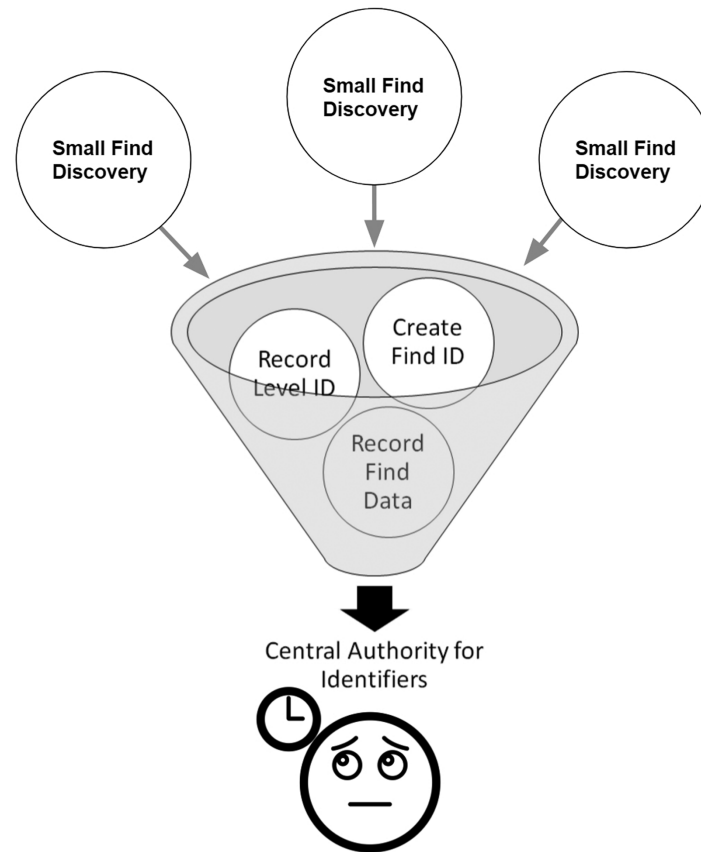 Small Find
Discovery
Small Find
Discovery
Small Find
Discovery
Record
Level ID
Create
Find ID
Record
Find
Data
Central Authority for
Identifiers